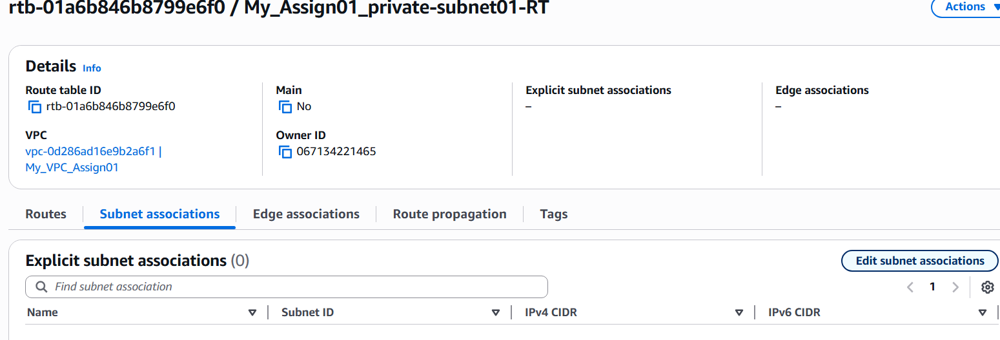 rtb-01a6b846b8799e6f0 / My_Assign01_private-subnet01-RT
Actions
Details Info
Route table ID
rtb-01a6b846b8799e6f0
Main
No
Explicit subnet associations
–
Edge associations
–
VPC
vpc-0d286ad16e9b2a6f1 |
My_VPC_Assign01
Owner ID
067134221465
Routes
Subnet associations
Edge associations
Route propagation
Tags
Explicit subnet associations (0)
Edit subnet associations
Find subnet association
1
Name
Subnet ID
IPv4 CIDR
IPv6 CIDR